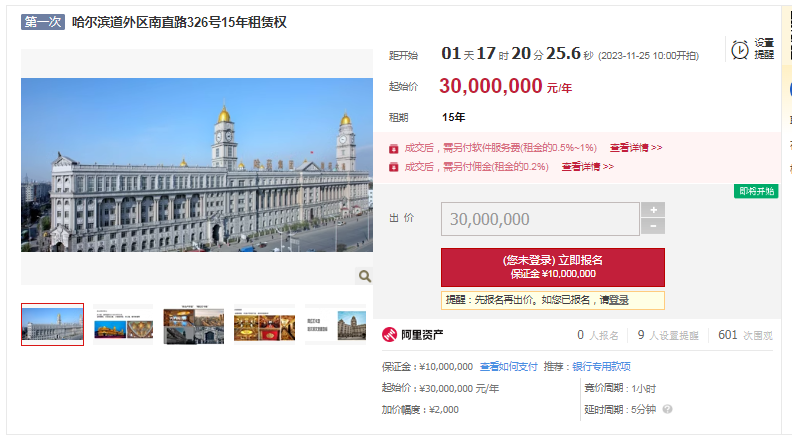 第一次 哈尔滨道外区南直路326号15年租赁权
距开始 01 天 17 时 20 分 25.6 秒 (2023-11-25 10:00开拍)
设置
提醒
起始价 30,000,000 元/年
租期 15年
成交后，需另付软件服务费(租金的0.5%~1%) 查看详情 >>
成交后，需另付佣金(租金的0.2%) 查看详情 >>
即将开始
出 价 30,000,000 + -
(您未登录) 立即报名
保证金 ¥10,000,000
提醒：先报名再出价。如您已报名，请登录
阿里资产 0 人报名 9 人设置提醒 601 次围观
保证金 : ¥10,000,000 查看如何支付 推荐 : 银行专用款项
起始价 : ¥30,000,000 元/年 竞价周期 : 1小时
加价幅度 : ¥2,000 延时周期 : 5分钟 ?